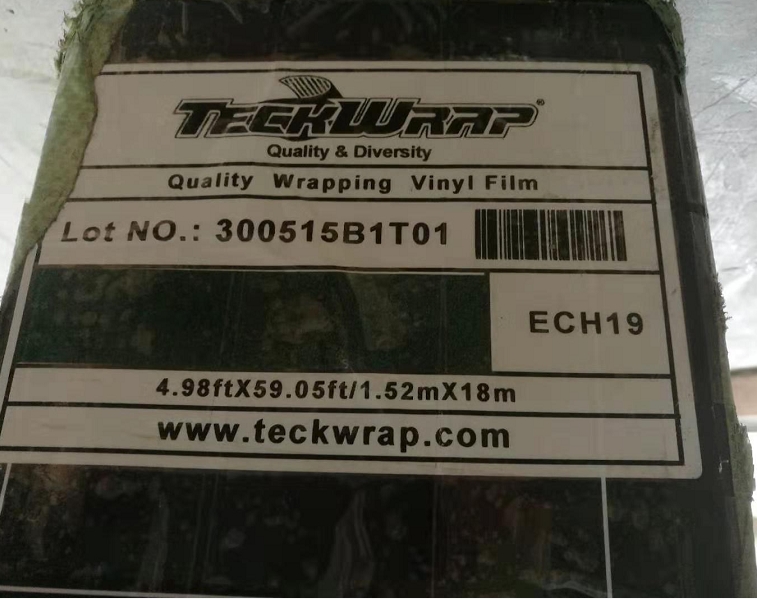 TECKWRAP®
Quality & Diversity
Quality Wrapping Vinyl Film
Lot NO.: 300515B1T01
ECH19
4.98ftX59.05ft/1.52mX18m
www.teckwrap.com